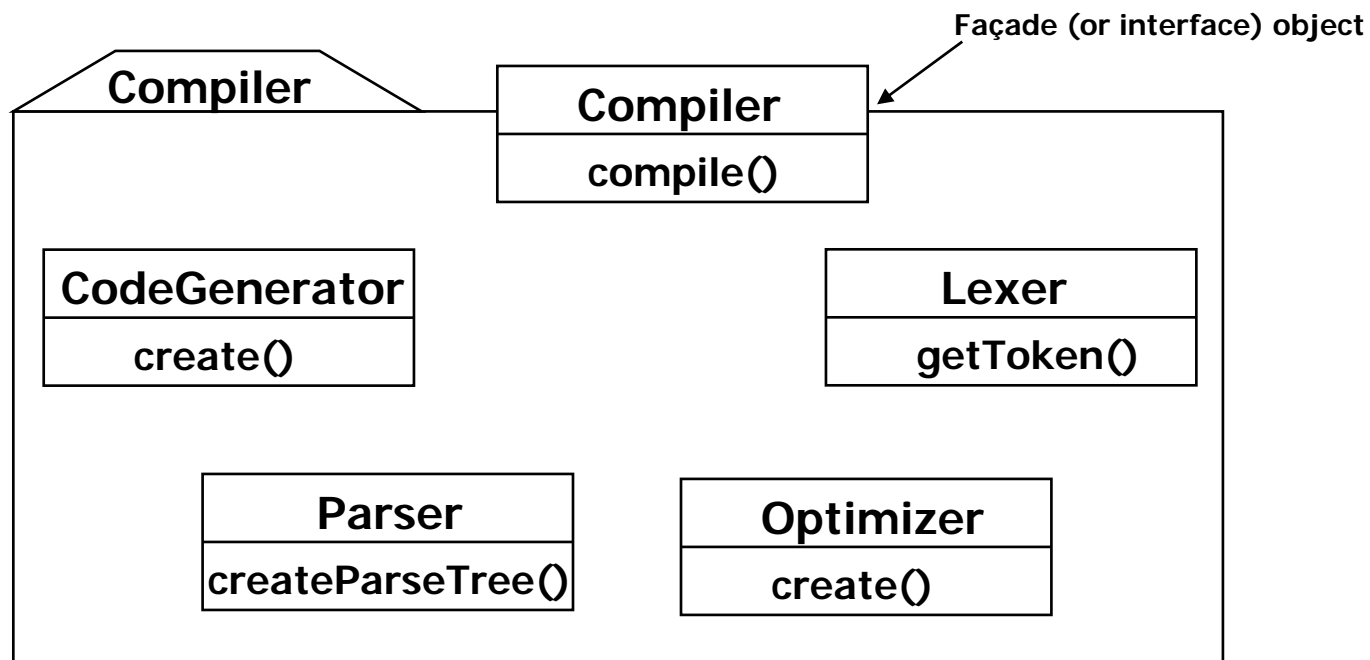 Façade (or interface) object
Compiler
Compiler
compile()
CodeGenerator
create()
Lexer
getToken()
Parser
createParseTree()
Optimizer
create()